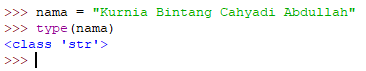 >>> nama = "Kurnia Bintang Cahyadi Abdullah"
>>> type(nama)
<class 'str'>
>>>